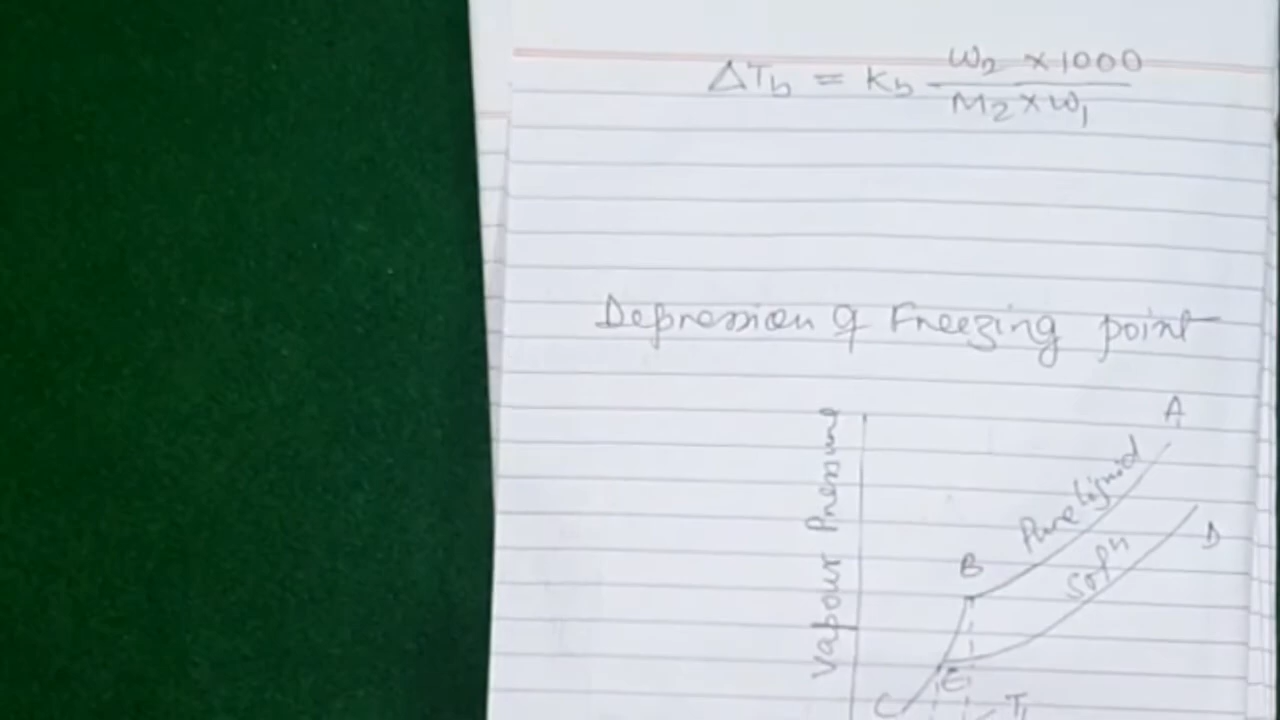 ΔTb = Kb W2 × 1000 / M2 × W1
Depression of Freezing point
A
Pure liquid
D
Soln
B
Vapour Pressure
E
C
T1